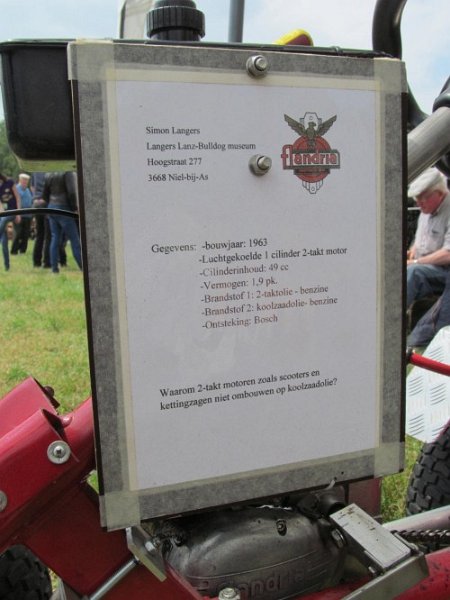 Simon Langers
Langers Lanz-Bulldog museum
Hoogstraat 277
3668 Niel-bij-As
flandria
Gegevens: -bouwjaar: 1963
-Luchtgekoelde 1 cilinder 2-takt motor
-Cilinderinhoud: 49 cc
-Vermogen: 1,9 pk.
-Brandstof 1: 2-taktolie - benzine
-Brandstof 2: koolzaadolie- benzine
-Ontsteking: Bosch
Waarom 2-takt motoren zoals scooters en
kettingzagen niet ombouwen op koolzaadolie?
flandria